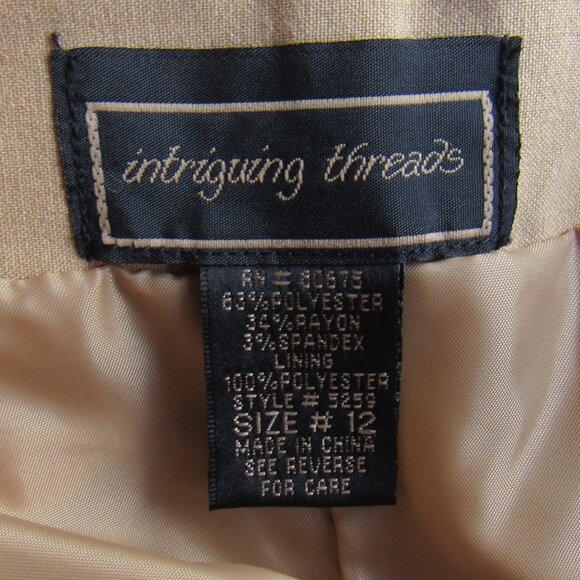 intriguing threads
RN # 60675
63% POLYESTER
34% RAYON
3% SPANDEX
LINING
100% POLYESTER
STYLE # 5259
SIZE # 12
MADE IN CHINA
SEE REVERSE
FOR CARE